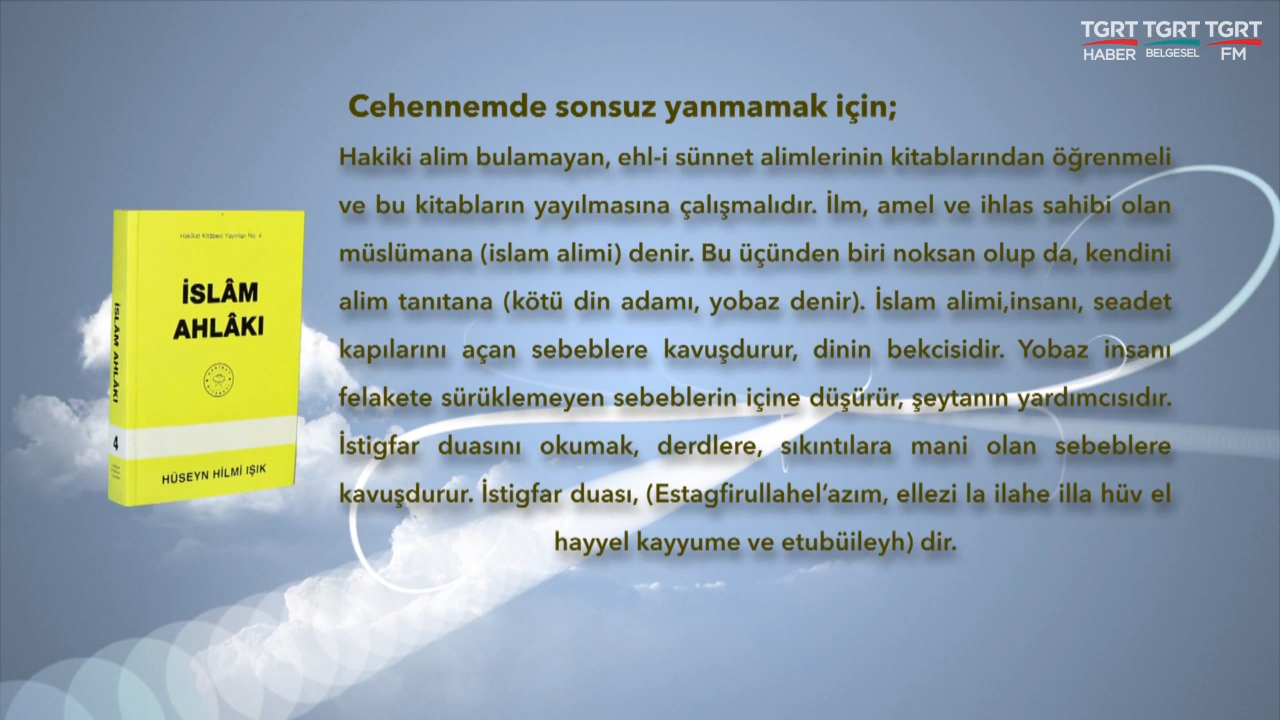 TGRT TGRT TGRT
HABER BELGESEL FM
Cehennemde sonsuz yanmamak için;
Hakiki alim bulamayan, ehl-i sünnet alimlerinin kitablarından öğrenmeli
ve bu kitabların yayılmasına çalışmalıdır. İlm, amel ve ihlas sahibi olan
müslümana (islam alimi) denir. Bu üçünden biri noksan olup da, kendini
alim tanıtana (kötü din adamı, yobaz denir). İslam alimi,insanı, seadet
kapılarını açan sebeblere kavuşdurur, dinin bekcisidir. Yobaz insanı
felakete sürüklemeyen sebeblerin içine düşürür, şeytanın yardımcısıdır.
İstigfar duasını okumak, derdlere, sıkıntılara mani olan sebeblere
kavuşdurur. İstigfar duası, (Estagfirullahel’azım, ellezi la ilahe illa hüv el
hayyel kayyume ve etubüileyh) dir.
Hakîkat Kitâbevi Yayınları No: 4
İSLÂM
AHLÂKI
HÜSEYN HİLMİ IŞIK
İSLÂM AHLÂKI
4